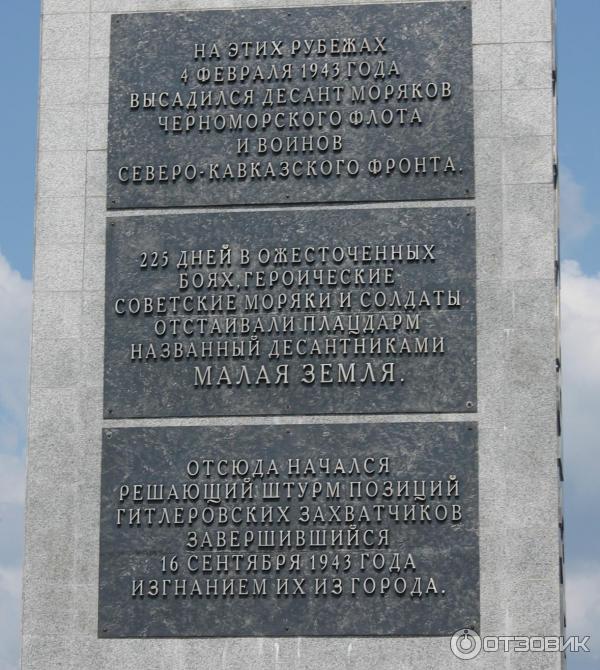 НА ЭТИХ РУБЕЖАХ
4 ФЕВРАЛЯ 1943 ГОДА
ВЫСАДИЛСЯ ДЕСАНТ МОРЯКОВ
ЧЕРНОМОРСКОГО ФЛОТА
И ВОИНОВ
СЕВЕРО-КАВКАЗСКОГО ФРОНТА.
225 ДНЕЙ В ОЖЕСТОЧЕННЫХ
БОЯХ, ГЕРОИЧЕСКИЕ
СОВЕТСКИЕ МОРЯКИ И СОЛДАТЫ
ОТСТАИВАЛИ ПЛАЦДАРМ
НАЗВАННЫЙ ДЕСАНТНИКАМИ
МАЛАЯ ЗЕМЛЯ.
ОТСЮДА НАЧАЛСЯ
РЕШАЮЩИЙ ШТУРМ ПОЗИЦИЙ
ГИТЛЕРОВСКИХ ЗАХВАТЧИКОВ
ЗАВЕРШИВШИЙСЯ
16 СЕНТЯБРЯ 1943 ГОДА
ИЗГНАНИЕМ ИХ ИЗ ГОРОДА.
ОТЗОВИК